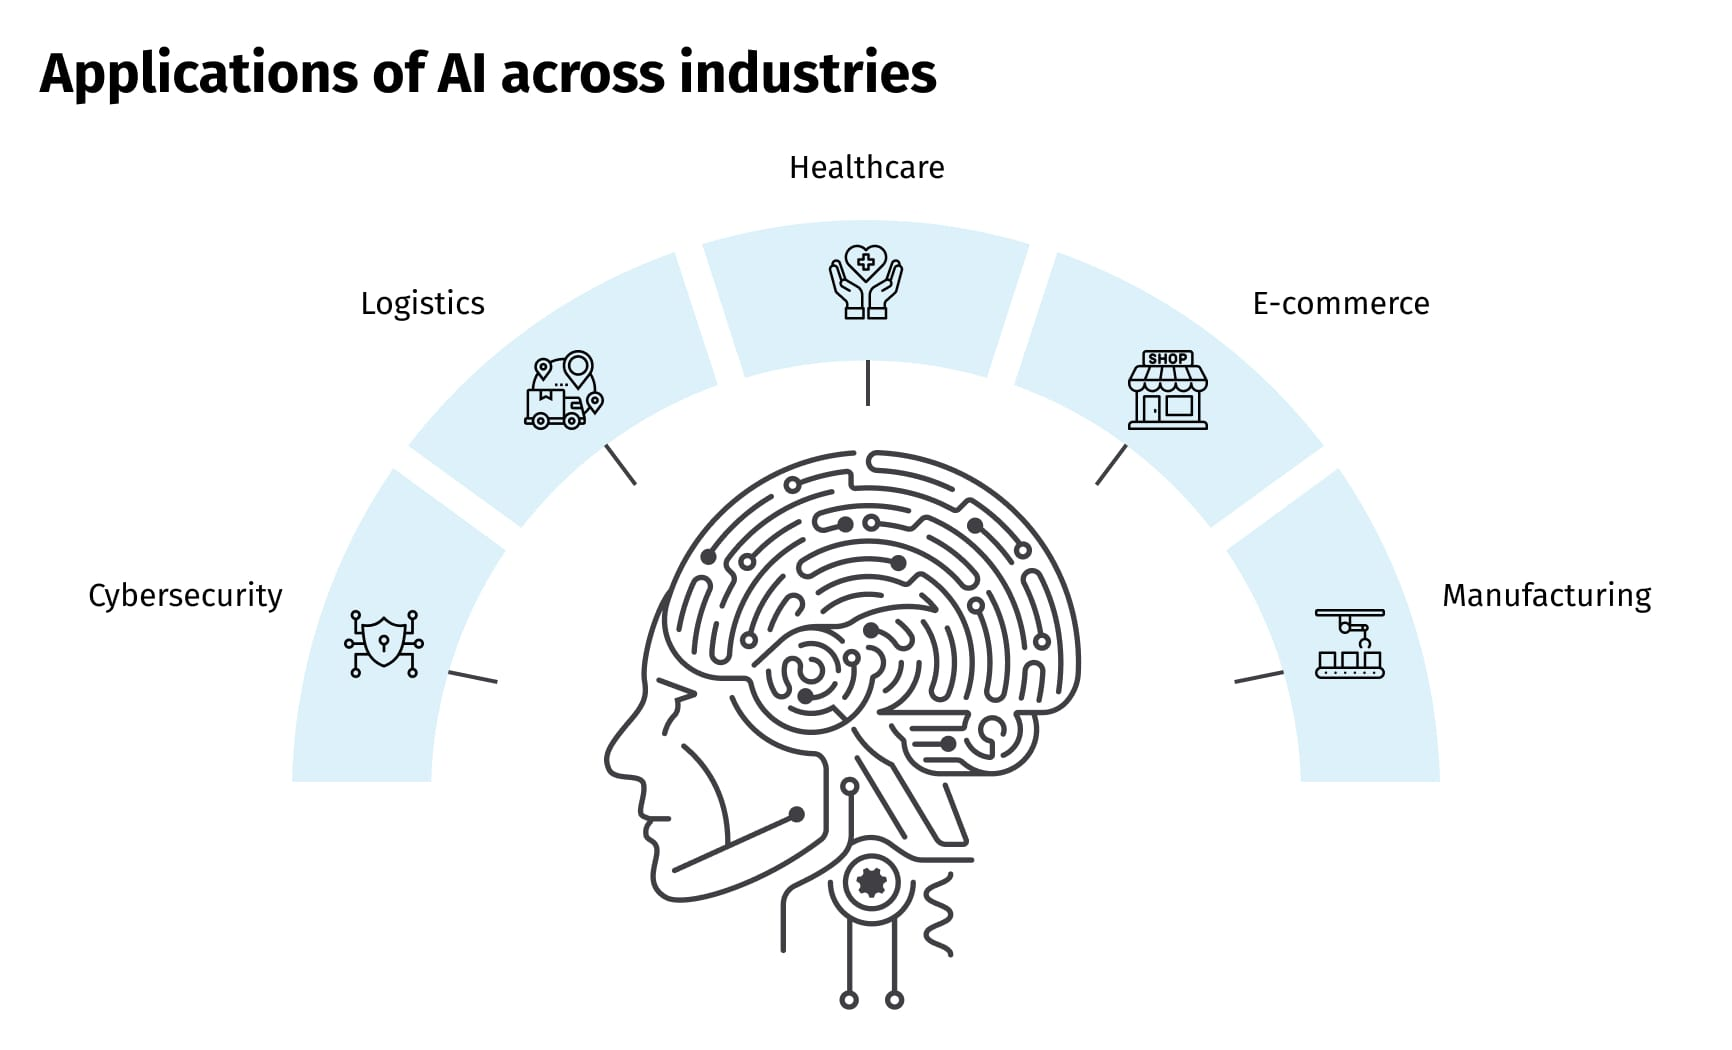 Applications of AI across industries
Healthcare
Logistics
E-commerce
SHOP
Cybersecurity
Manufacturing